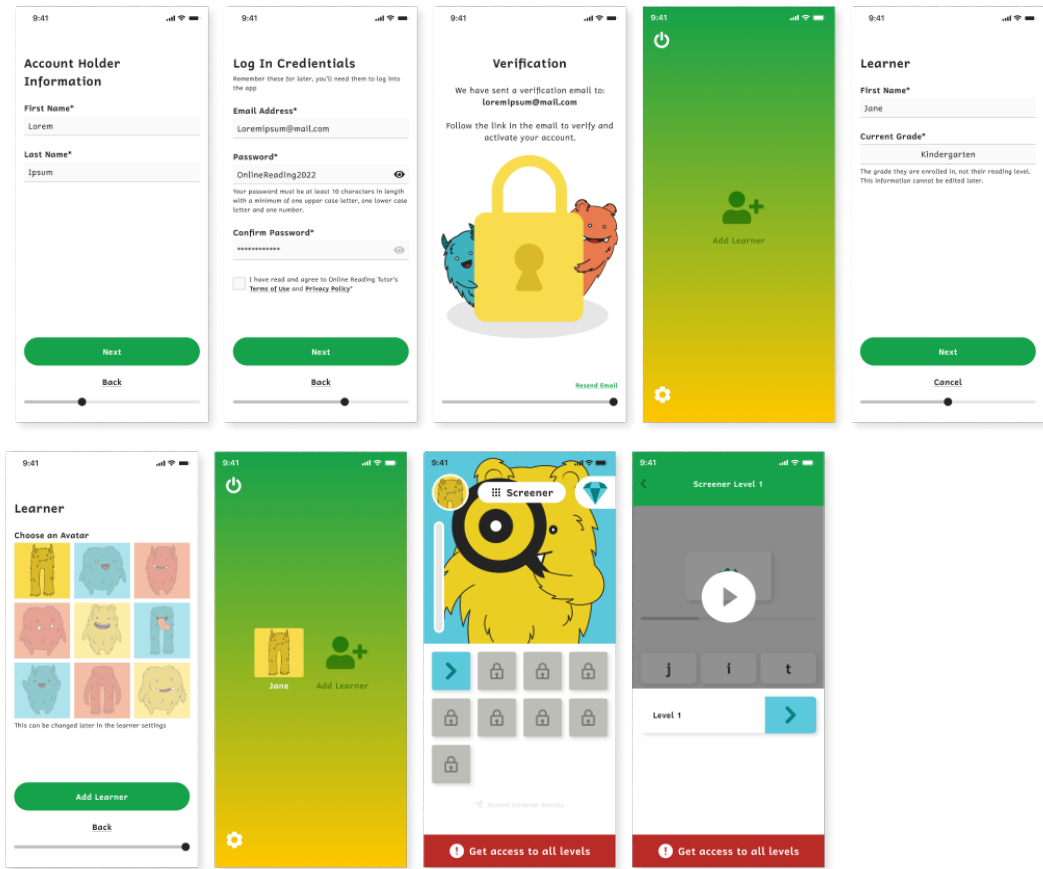 9:41
Account Holder
Information
First Name*
Lorem
Last Name*
Ipsum
Next
Back
9:41
Log In Credientials
Remember these for later, you'll need them to log into
the app
Email Address*
Loremipsum@mail.com
Password*
OnlineReading2022
Your password must be at least 10 characters in length
with a minimum of one upper case letter, one lower case
letter and one number.
Confirm Password*
************
I have read and agree to Online Reading Tutor's
Terms of Use and Privacy Policy*
Next
Back
9:41
Verification
We have sent a verification email to:
loremipsum@mail.com
Follow the link in the email to verify and
activate your account.
Resend Email
9:41
Add Learner
9:41
Learner
First Name*
Jane
Current Grade*
Kindergarten
The grade they are enrolled in, not their reading level.
This information cannot be edited later.
Next
Cancel
9:41
Learner
Choose an Avatar
This can be changed later in the learner settings
Add Learner
Back
9:41
Jane
Add Learner
9:41
Screener
Resend Screener Results
Get access to all levels
9:41
Screener Level 1
j i t
Level 1
Get access to all levels